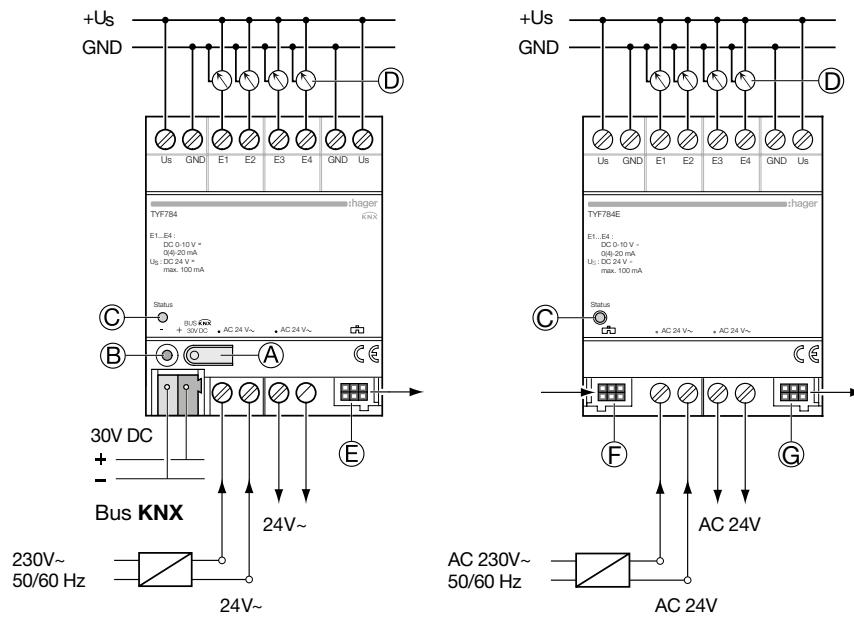 +Us
GND
D
Us GND E1 E2 E3 E4 GND Us
:hager
TYF784
KNX
E1...E4 :
DC 0-10 V =
0(4)-20 mA
Us : DC 24 V =
max. 100 mA
Status
C
- + BUS KNX 30V DC • AC 24 V~ • AC 24 V~
B
A
CE
E
30V DC
+
-
Bus KNX
24V~
230V~
50/60 Hz
24V~
+Us
GND
D
Us GND E1 E2 E3 E4 GND Us
:hager
TYF784E
E1...E4 :
DC 0-10 V =
0(4)-20 mA
Us : DC 24 V =
max. 100 mA
Status
C
• AC 24 V~ • AC 24 V~
CE
F
G
AC 24V
AC 230V~
50/60 Hz
AC 24V